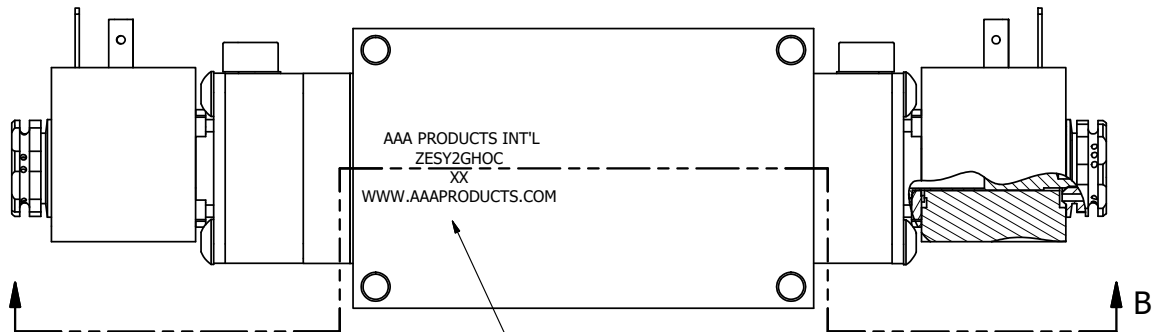 AAA PRODUCTS INT'L
ZESY2GHOC
XX
WWW.AAAPRODUCTS.COM
B